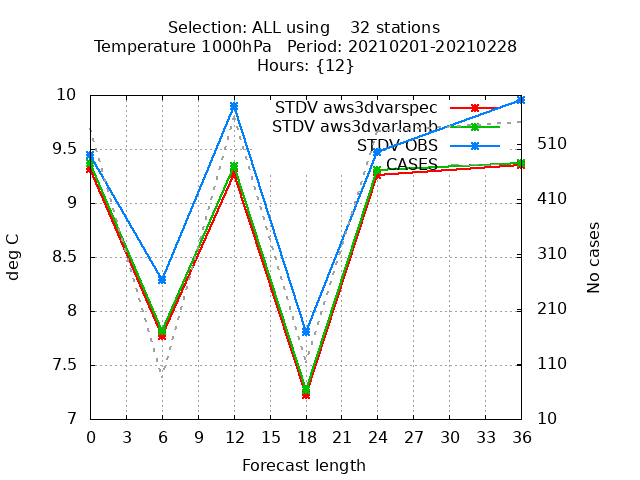 Selection: ALL using    32 stations
Temperature 1000hPa   Period: 20210201-20210228
Hours: {12}
STDV aws3dvarspec
STDV aws3dvarlamb
STDV OBS
CASES
deg C
10
9.5
9
8.5
8
7.5
7
No cases
510
410
310
210
110
10
0 3 6 9 12 15 18 21 24 27 30 33 36
Forecast length